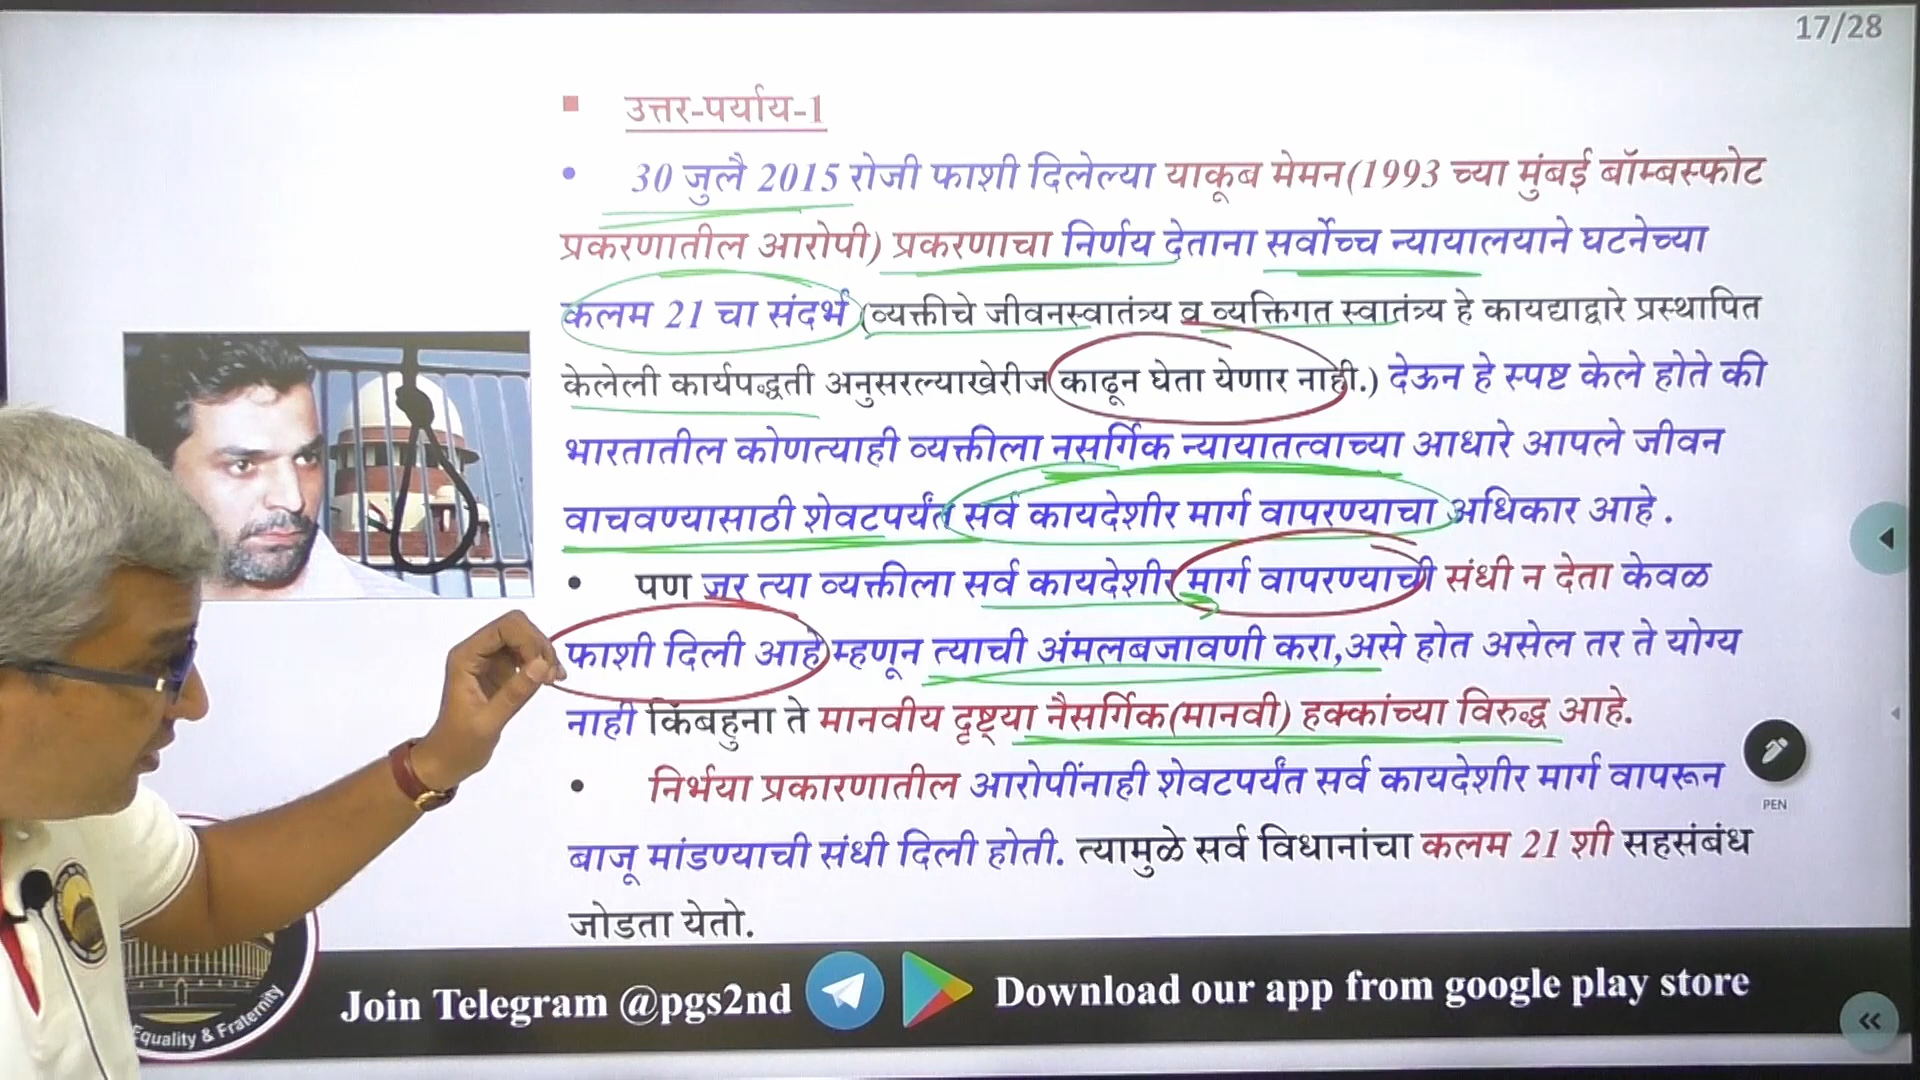 17/28
उत्तर-पर्याय-1
30 जुलै 2015 रोजी फाशी दिलेल्या याकूब मेमन(1993 च्या मुंबई बॉम्बस्फोट
प्रकरणातील आरोपी) प्रकरणाचा निर्णय देताना सर्वोच्च न्यायालयाने घटनेच्या
कलम 21 चा संदर्भ (व्यक्तीचे जीवनस्वातंत्र्य व व्यक्तिगत स्वातंत्र्य हे कायद्याद्वारे प्रस्थापित
केलेली कार्यपद्धती अनुसरल्याखेरीज काढून घेता येणार नाही.) देऊन हे स्पष्ट केले होते की
भारतातील कोणत्याही व्यक्तीला नसर्गिक न्यायातत्वाच्या आधारे आपले जीवन
वाचवण्यासाठी शेवटपर्यंत सर्व कायदेशीर मार्ग वापरण्याचा अधिकार आहे .
पण जर त्या व्यक्तीला सर्व कायदेशीर मार्ग वापरण्याची संधी न देता केवळ
फाशी दिली आहे म्हणून त्याची अंमलबजावणी करा,असे होत असेल तर ते योग्य
नाही किंबहुना ते मानवीय दृष्ट्या नैसर्गिक(मानवी) हक्कांच्या विरुद्ध आहे.
निर्भया प्रकारणातील आरोपींनाही शेवटपर्यंत सर्व कायदेशीर मार्ग वापरून
बाजू मांडण्याची संधी दिली होती. त्यामुळे सर्व विधानांचा कलम 21 शी सहसंबंध
जोडता येतो.
PEN
Equality & Fraternity
Join Telegram @pgs2nd
Download our app from google play store